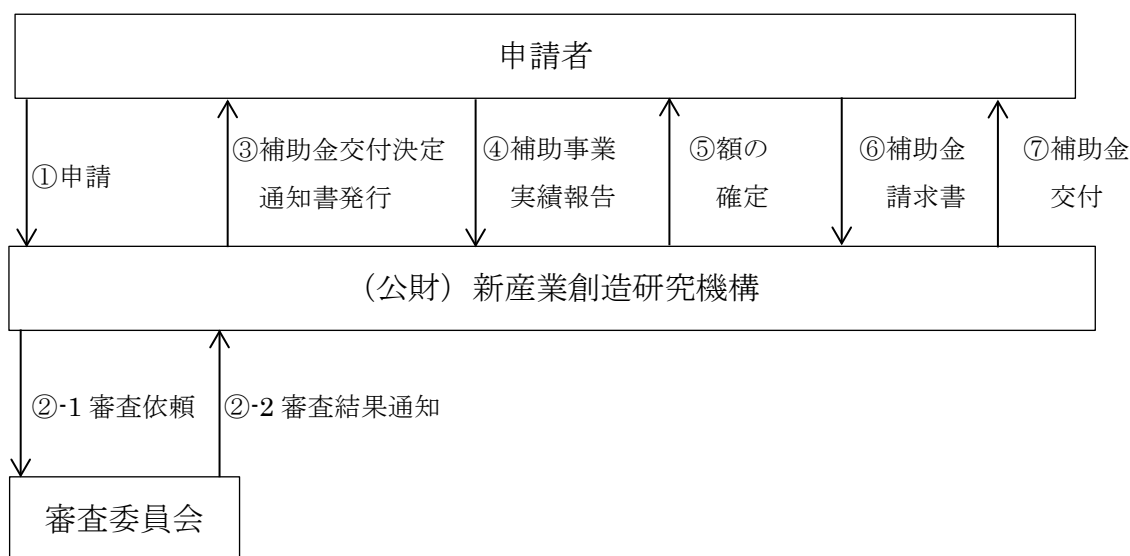 申請者
①申請
③補助金交付決定
通知書発行
④補助事業
実績報告
⑤額の
確定
⑥補助金
請求書
⑦補助金
交付
（公財）新産業創造研究機構
②-1 審査依頼
②-2 審査結果通知
審査委員会